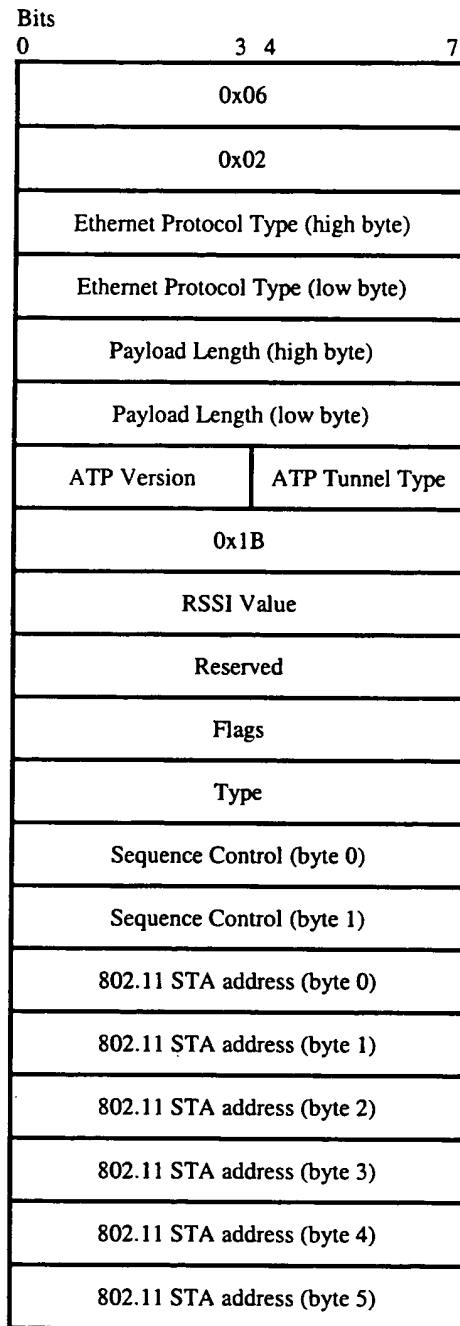 Bits
0 3 4 7
0x06
0x02
Ethernet Protocol Type (high byte)
Ethernet Protocol Type (low byte)
Payload Length (high byte)
Payload Length (low byte)
ATP Version ATP Tunnel Type
0x1B
RSSI Value
Reserved
Flags
Type
Sequence Control (byte 0)
Sequence Control (byte 1)
802.11 STA address (byte 0)
802.11 STA address (byte 1)
802.11 STA address (byte 2)
802.11 STA address (byte 3)
802.11 STA address (byte 4)
802.11 STA address (byte 5)